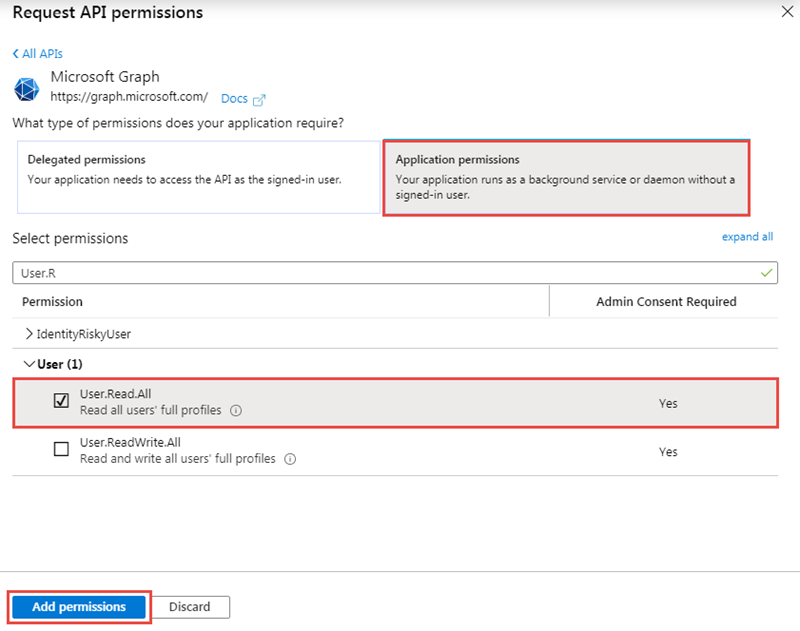 Request API permissions
All APIs
Microsoft Graph
https://graph.microsoft.com/ Docs
What type of permissions does your application require?
Delegated permissions
Your application needs to access the API as the signed-in user.
Application permissions
Your application runs as a background service or daemon without a
signed-in user.
Select permissions
expand all
User.R
Permission
Admin Consent Required
IdentityRiskyUser
User (1)
User.Read.All
Read all users' full profiles
Yes
User.ReadWrite.All
Read and write all users' full profiles
Yes
Add permissions
Discard